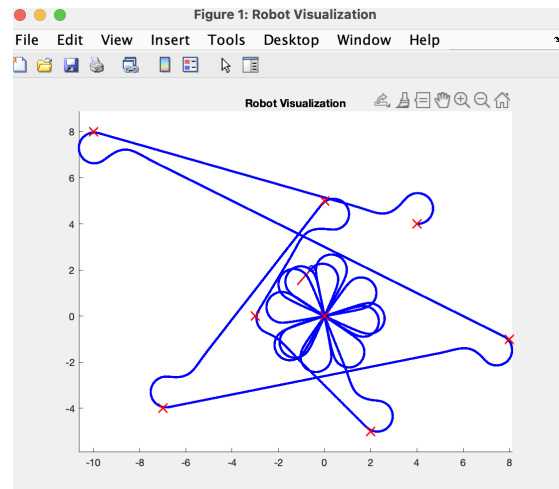 Figure 1: Robot Visualization
File Edit View Insert Tools Desktop Window Help
Robot Visualization
8
6
4
2
0
-2
-4
-10 -8 -6 -4 -2 0 2 4 6 8